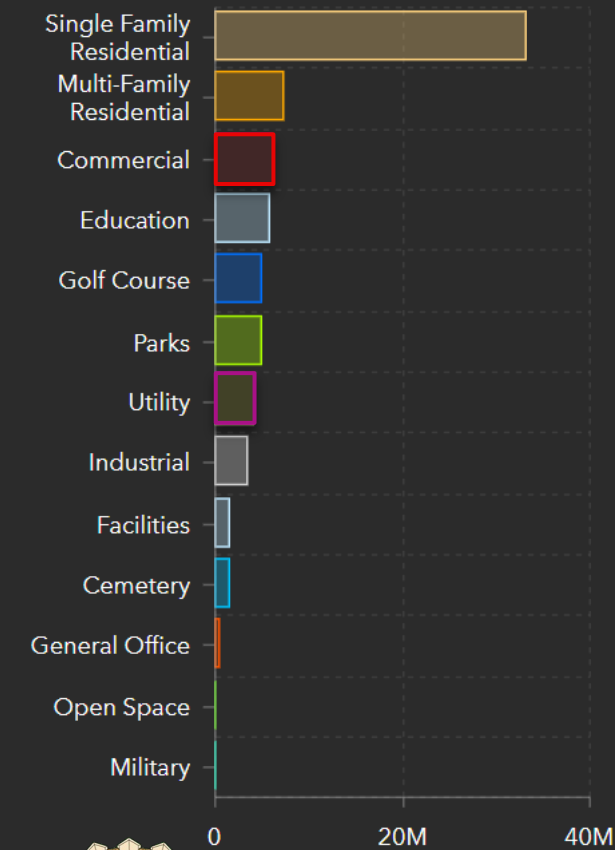 Single Family
Residential
Multi-Family
Residential
Commercial
Education
Golf Course
Parks
Utility
Industrial
Facilities
Cemetery
General Office
Open Space
Military
0 20M 40M